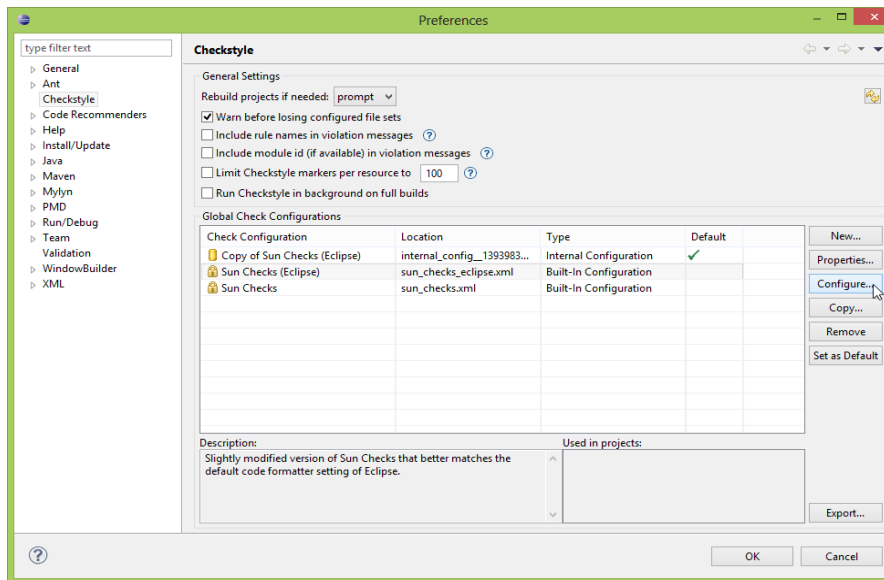 Preferences
type filter text
General
Ant
Checkstyle
Code Recommenders
Help
Install/Update
Java
Maven
Mylyn
PMD
Run/Debug
Team
Validation
WindowBuilder
XML
Checkstyle
General Settings
Rebuild projects if needed: prompt
Warn before losing configured file sets
Include rule names in violation messages
Include module id (if available) in violation messages
Limit Checkstyle markers per resource to 100
Run Checkstyle in background on full builds
Global Check Configurations
Check Configuration Location Type Default
Copy of Sun Checks (Eclipse) internal_config__1393983... Internal Configuration
Sun Checks (Eclipse) sun_checks_eclipse.xml Built-In Configuration
Sun Checks sun_checks.xml Built-In Configuration
New...
Properties...
Configure...
Copy...
Remove
Set as Default
Description:
Slightly modified version of Sun Checks that better matches the
default code formatter setting of Eclipse.
Used in projects:
Export...
OK Cancel